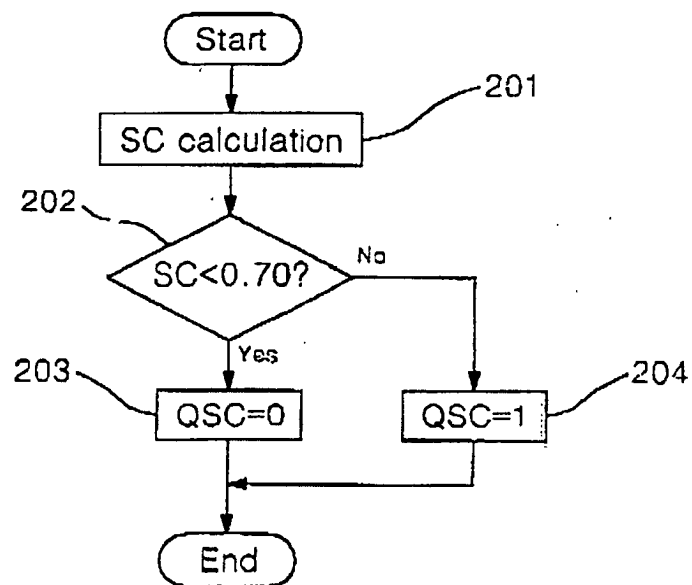 Start
201
SC calculation
202
SC<0.70?
No
Yes
203
QSC=0
QSC=1
204
End